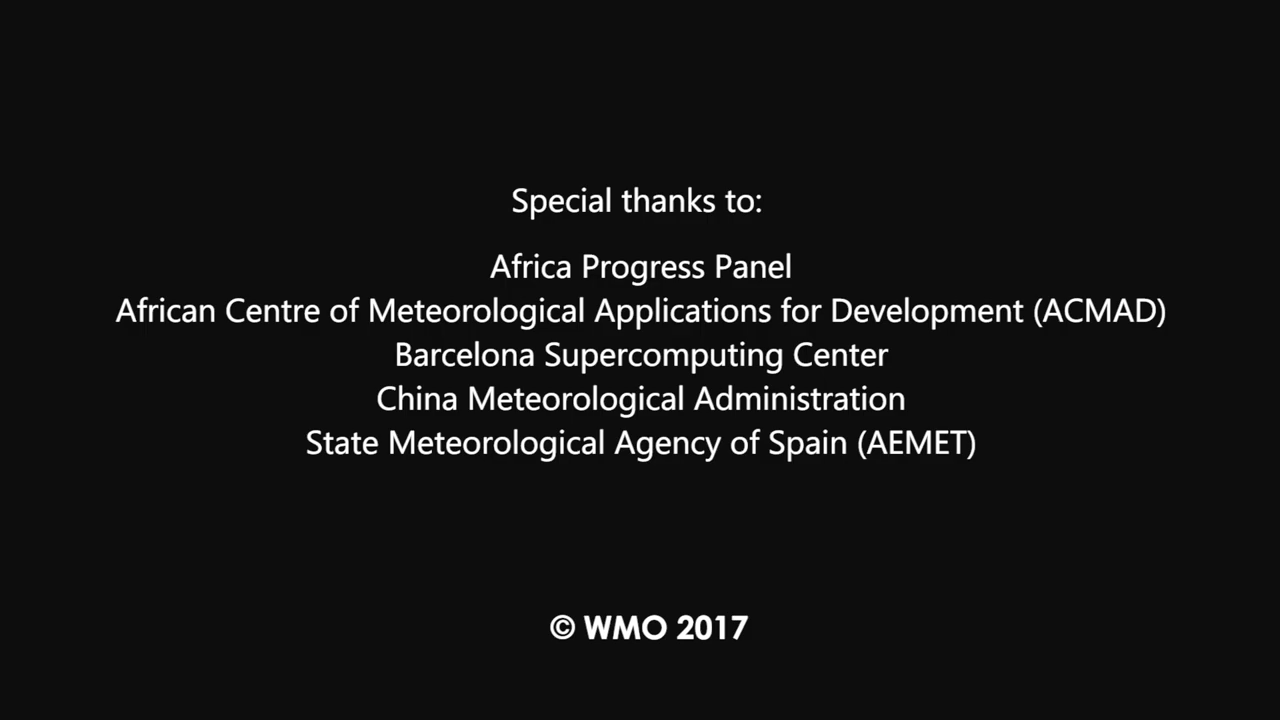 Special thanks to:
Africa Progress Panel
African Centre of Meteorological Applications for Development (ACMAD)
Barcelona Supercomputing Center
China Meteorological Administration
State Meteorological Agency of Spain (AEMET)
© WMO 2017